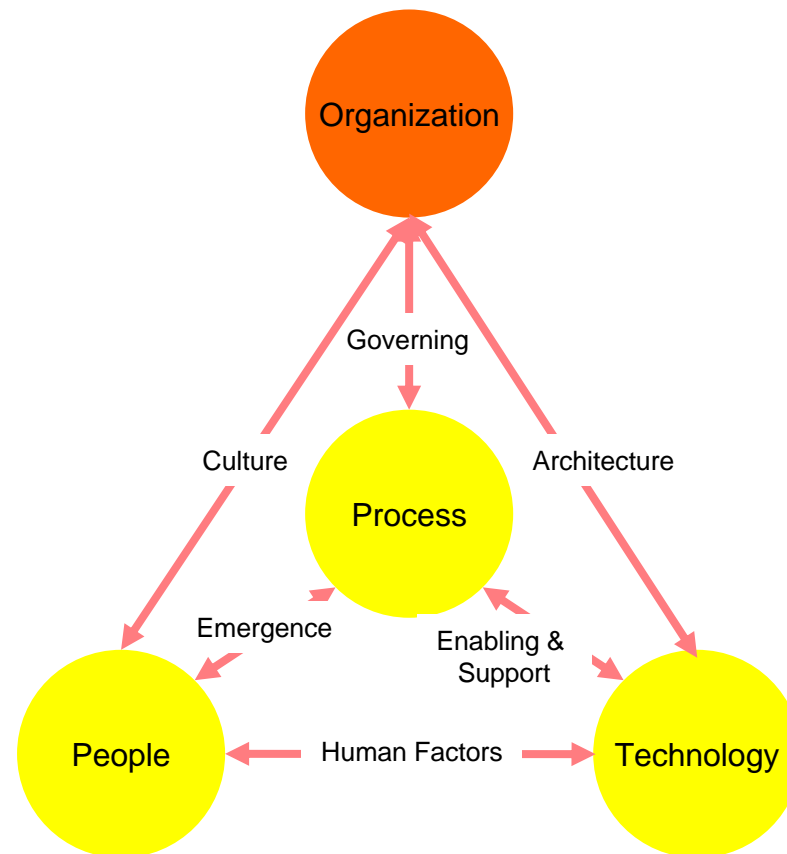 Organization
Governing
Culture
Architecture
Process
Emergence
Enabling &
Support
People
Human Factors
Technology